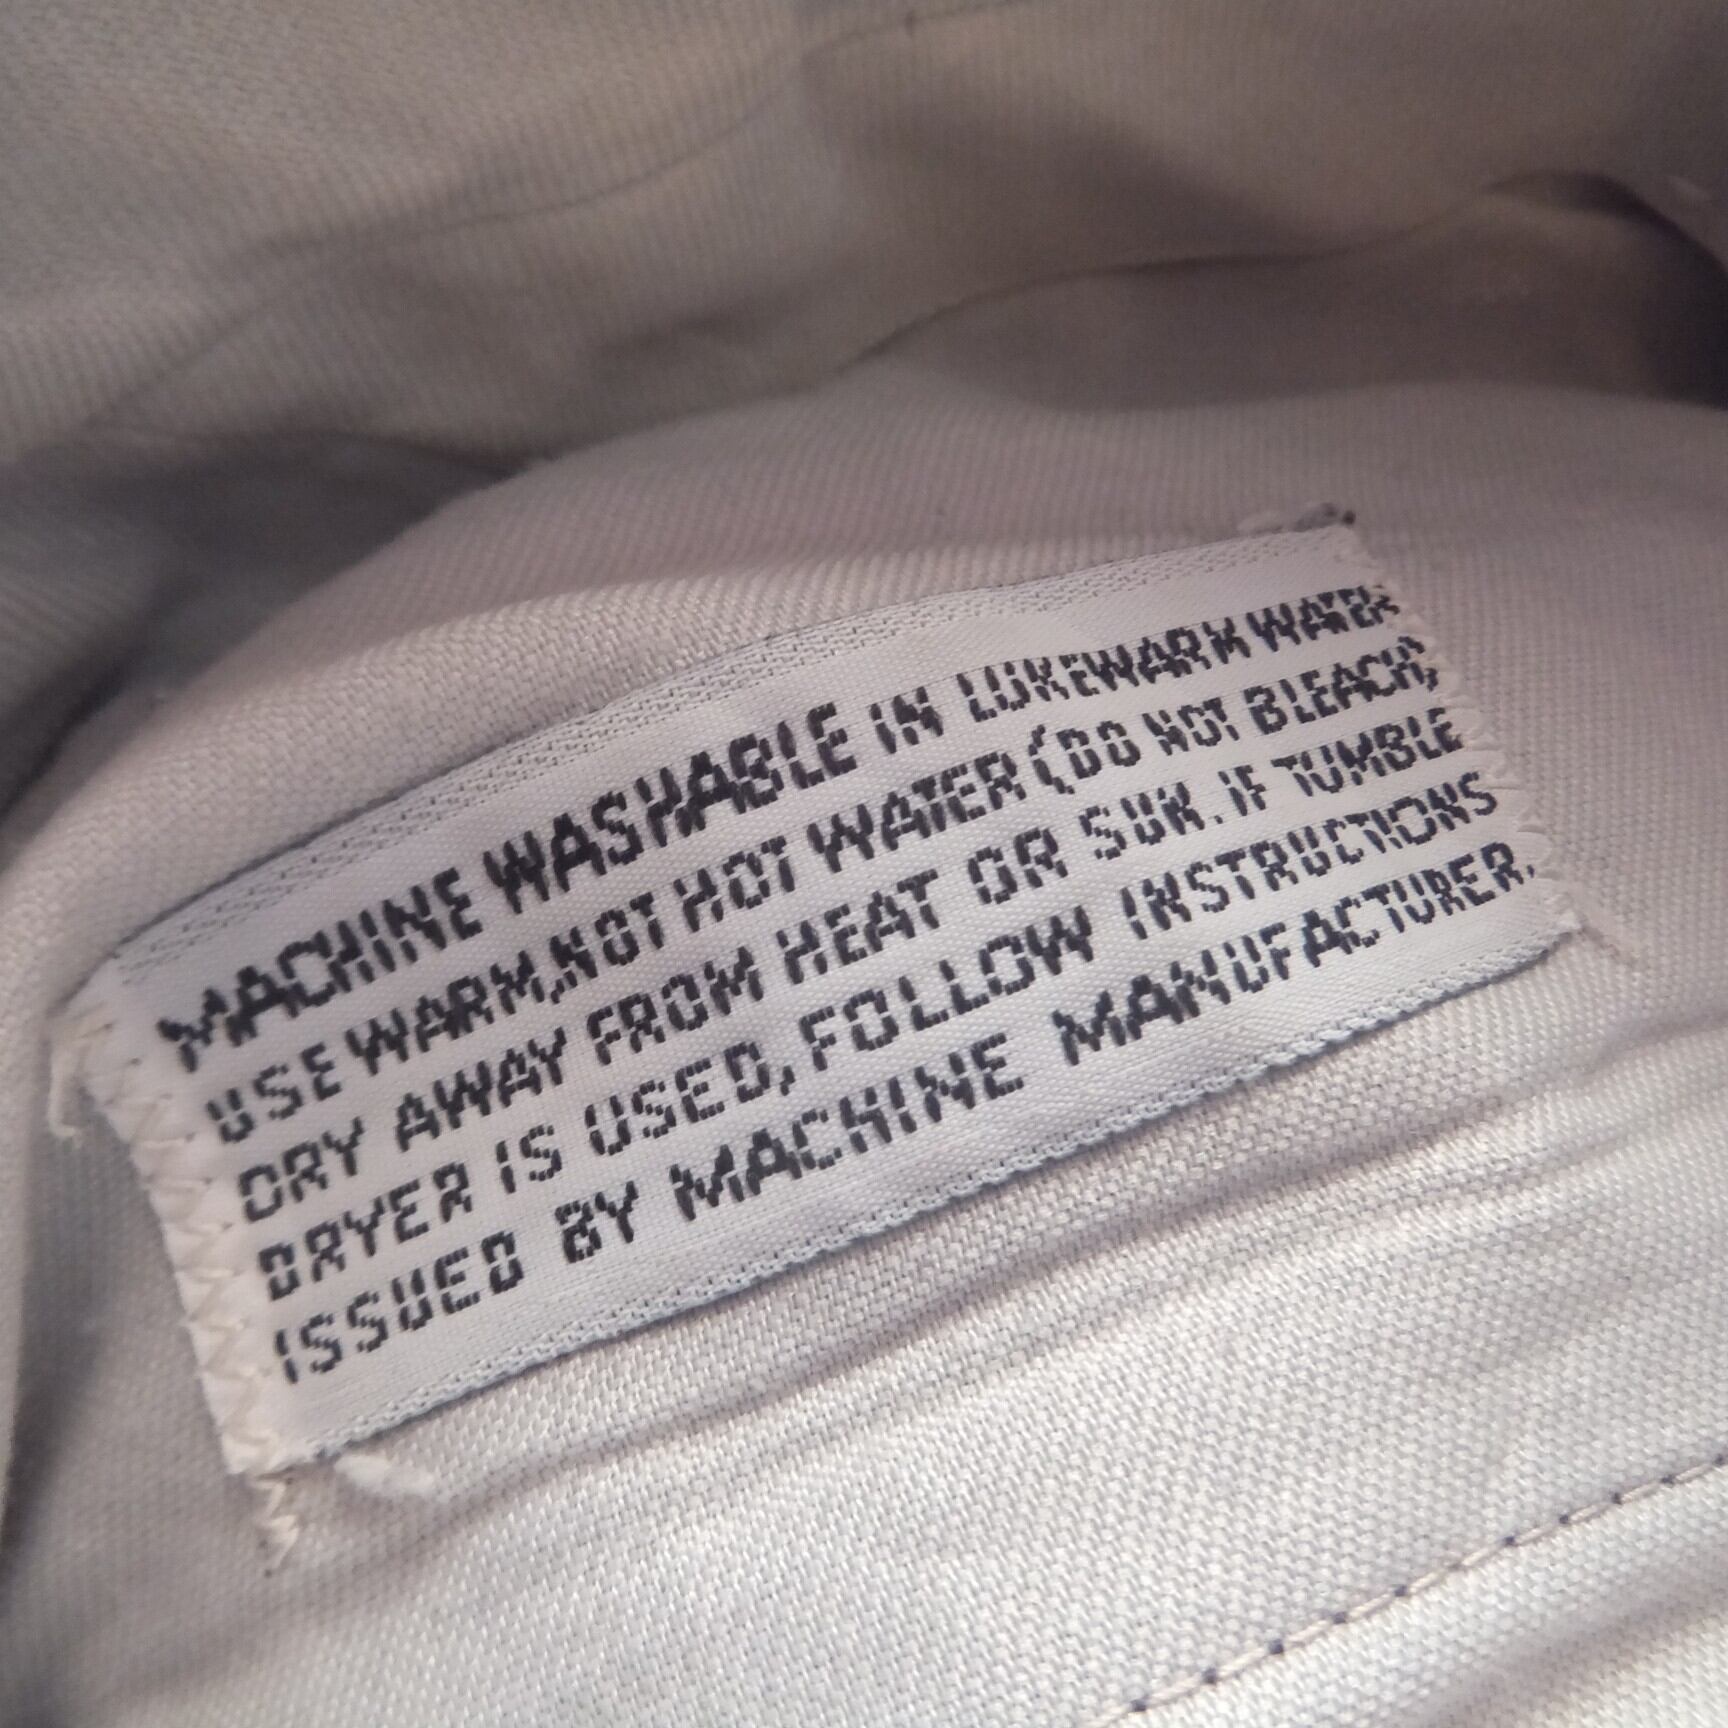 MACHINE WASHABLE IN LUKEWARM WATER
USE WARM, NOT HOT WATER (DO NOT BLEACH)
DRY AWAY FROM HEAT OR SUN. IF TUMBLE
DRYER IS USED, FOLLOW INSTRUCTIONS
ISSUED BY MACHINE MANUFACTURER.